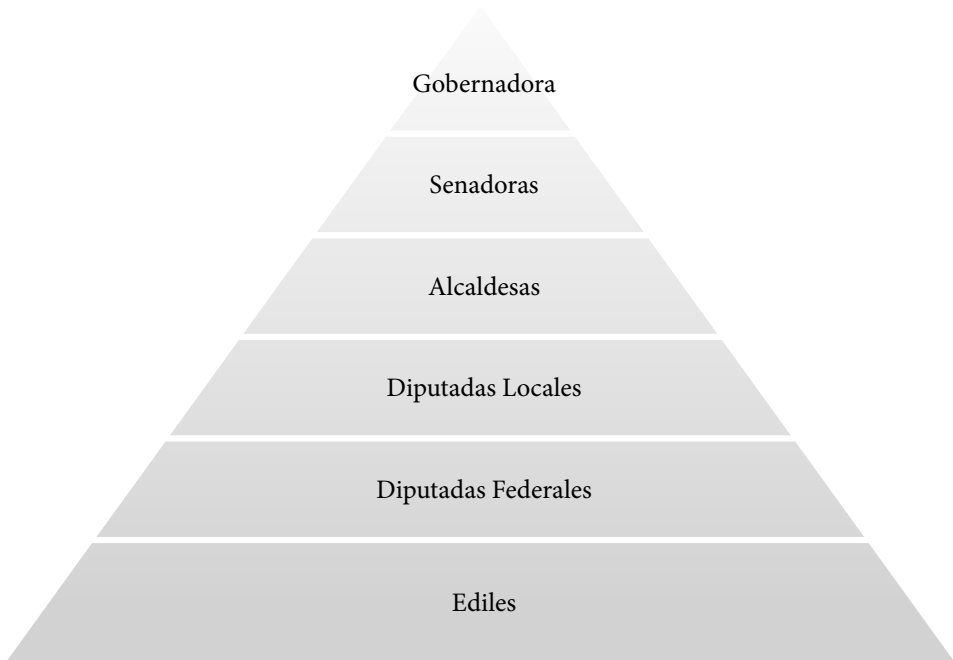 Gobernadora
Senadoras
Alcaldesas
Diputadas Locales
Diputadas Federales
Ediles